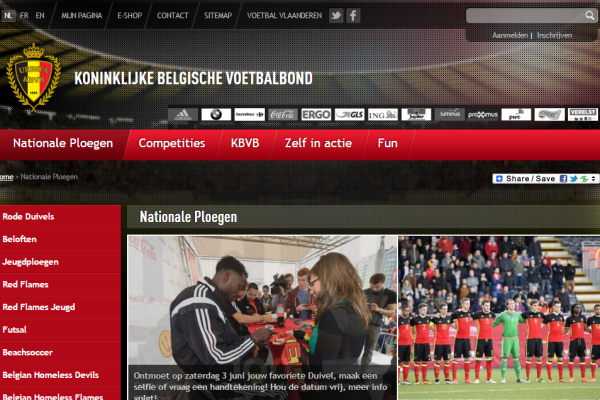 NL FR EN MIJN PAGINA E-SHOP CONTACT SITEMAP VOETBAL VLAANDEREN
Aanmelden | Inschrijven
KONINKLIJKE BELGISCHE VOETBALBOND
adidas BMW Carrefour Coca-Cola ERGO GLS ING luminus proximus pwc
Nationale Ploegen Competities KBVB Zelf in actie Fun
ome » Nationale Ploegen
Share / Save
Rode Duivels
Beloften
Jeugdploegen
Red Flames
Red Flames Jeugd
Futsal
Beachsoccer
Belgian Homeless Devils
Belgian Homeless Flames
Nationale Ploegen
Ontmoet op zaterdag 3 juni jouw favoriete Duivel, maak een
selfie of vraag een handtekening! Hou de datum vrij, meer info
volgt!